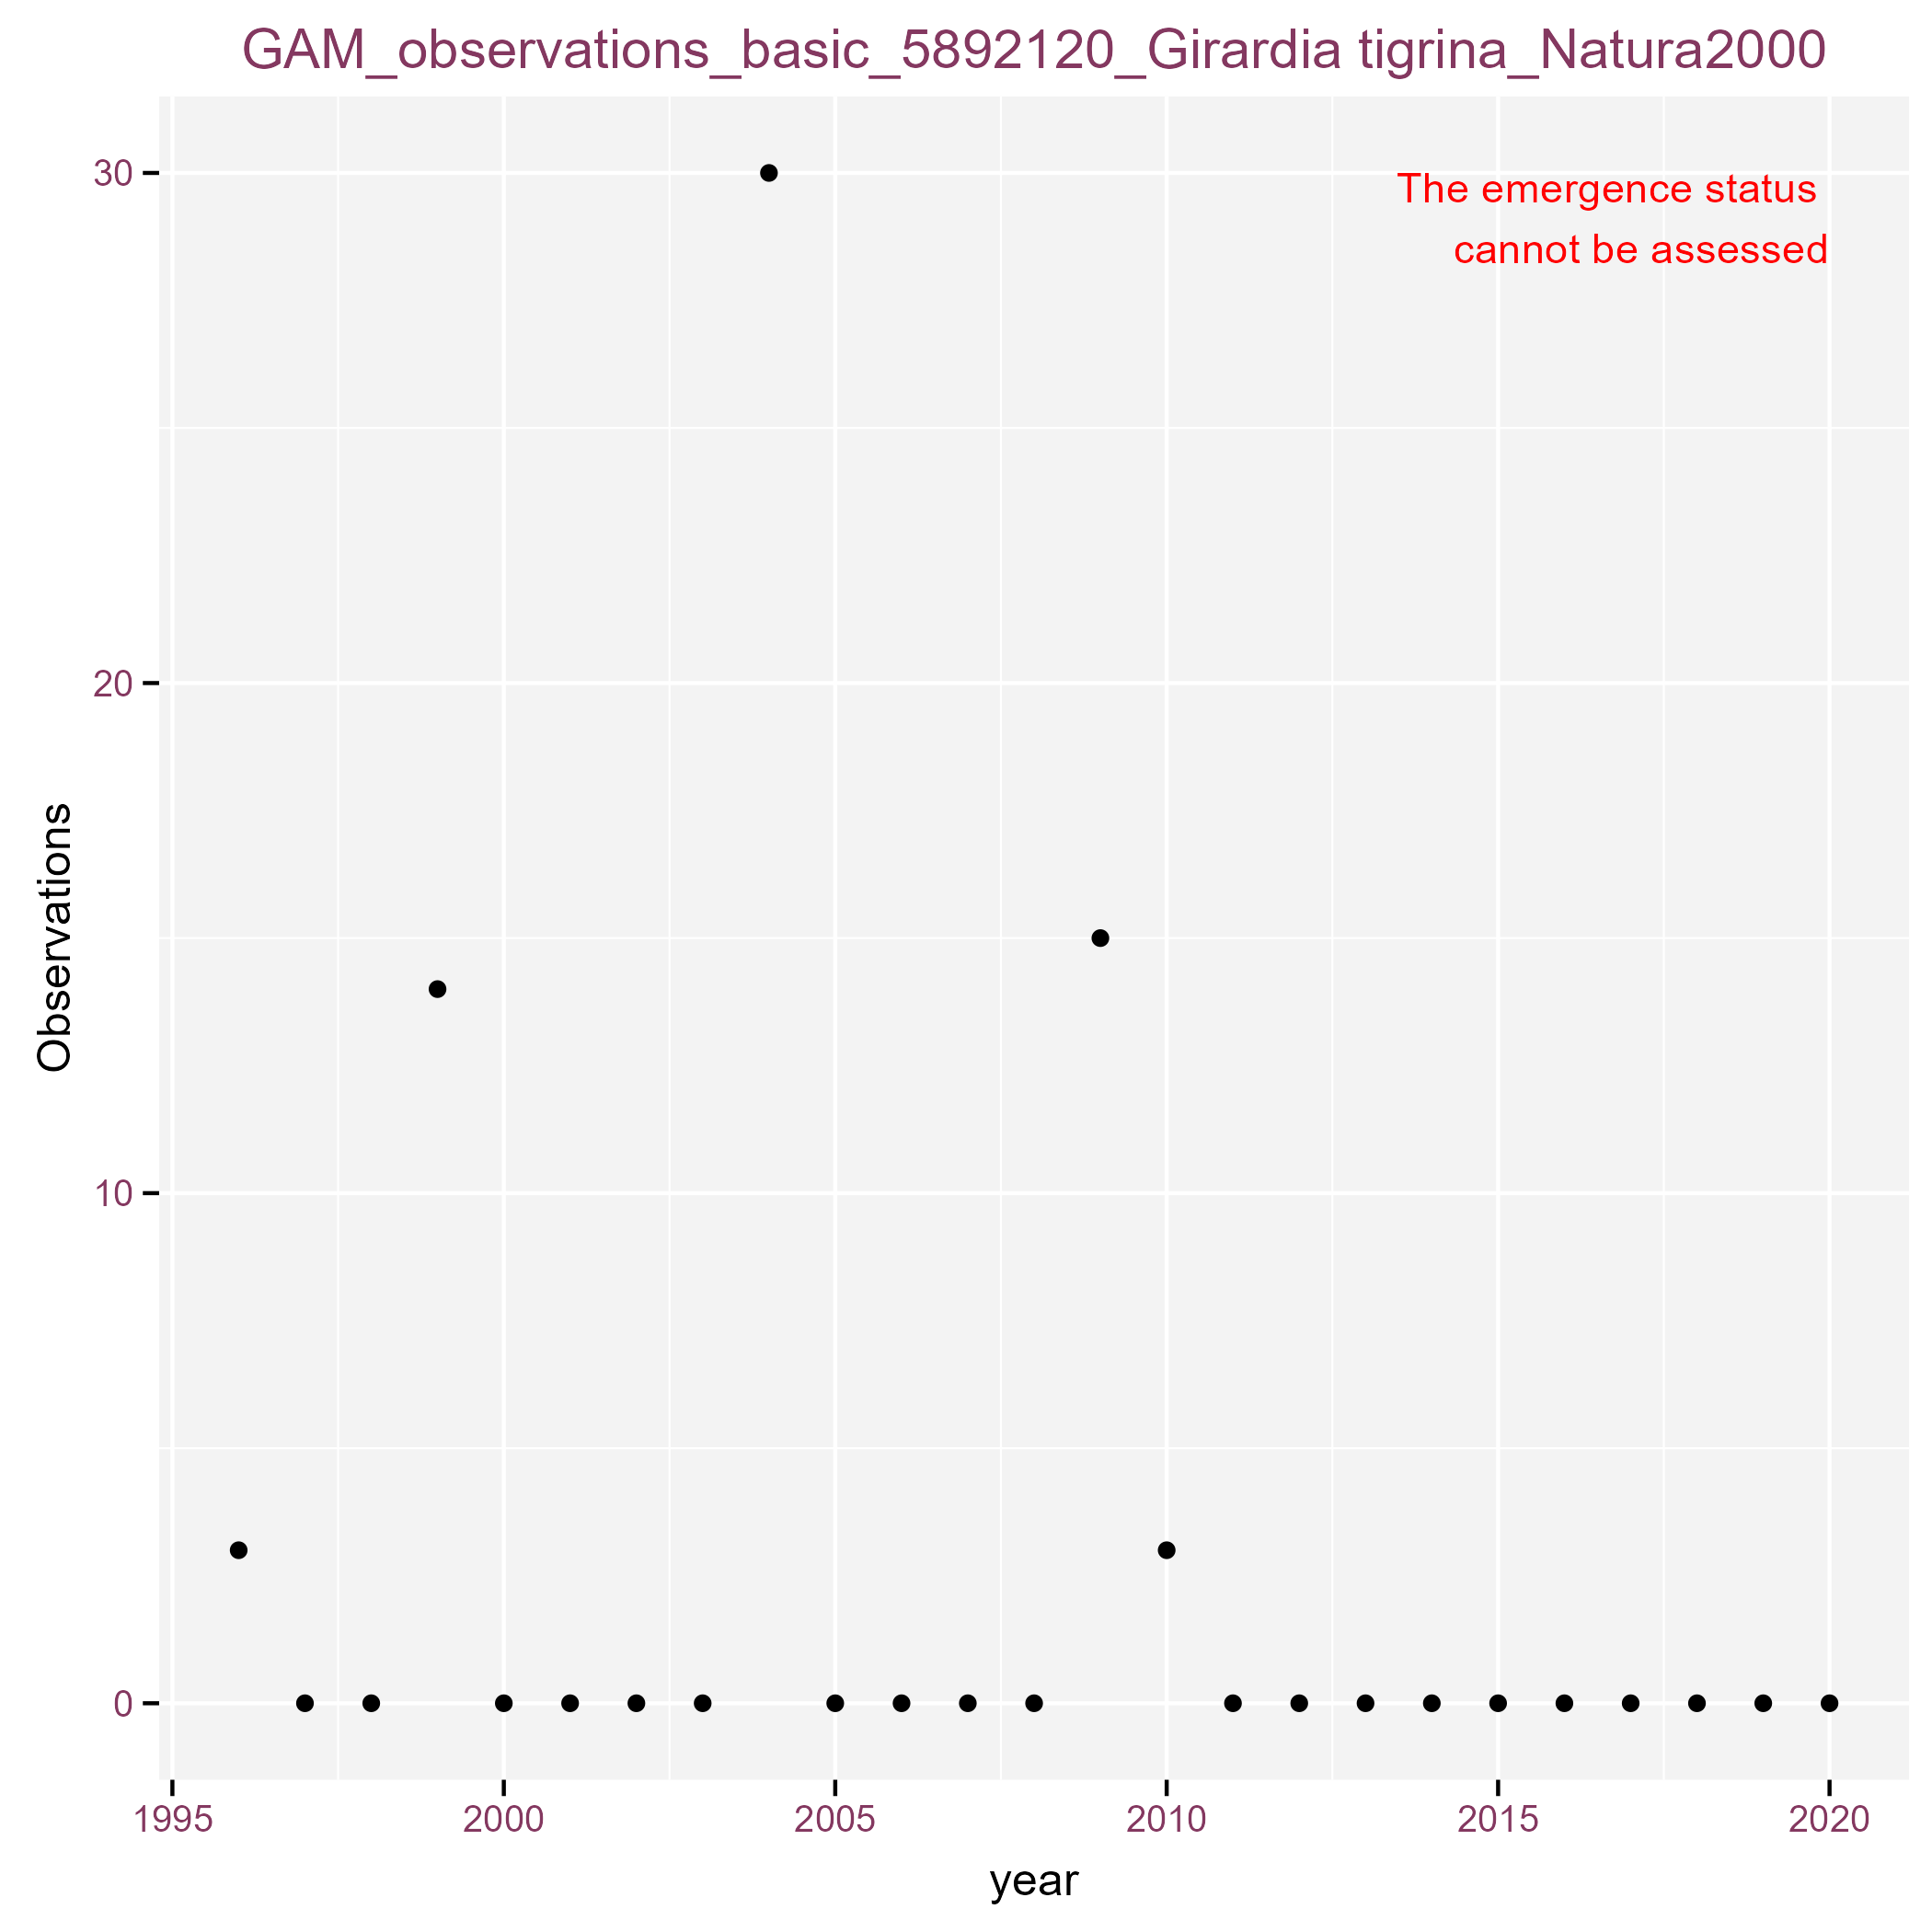 GAM_observations_basic_5892120_Girardia tigrina_Natura2000
30
The emergence status
cannot be assessed
20
Observations
10
0
1995 2000 2005 2010 2015 2020
year